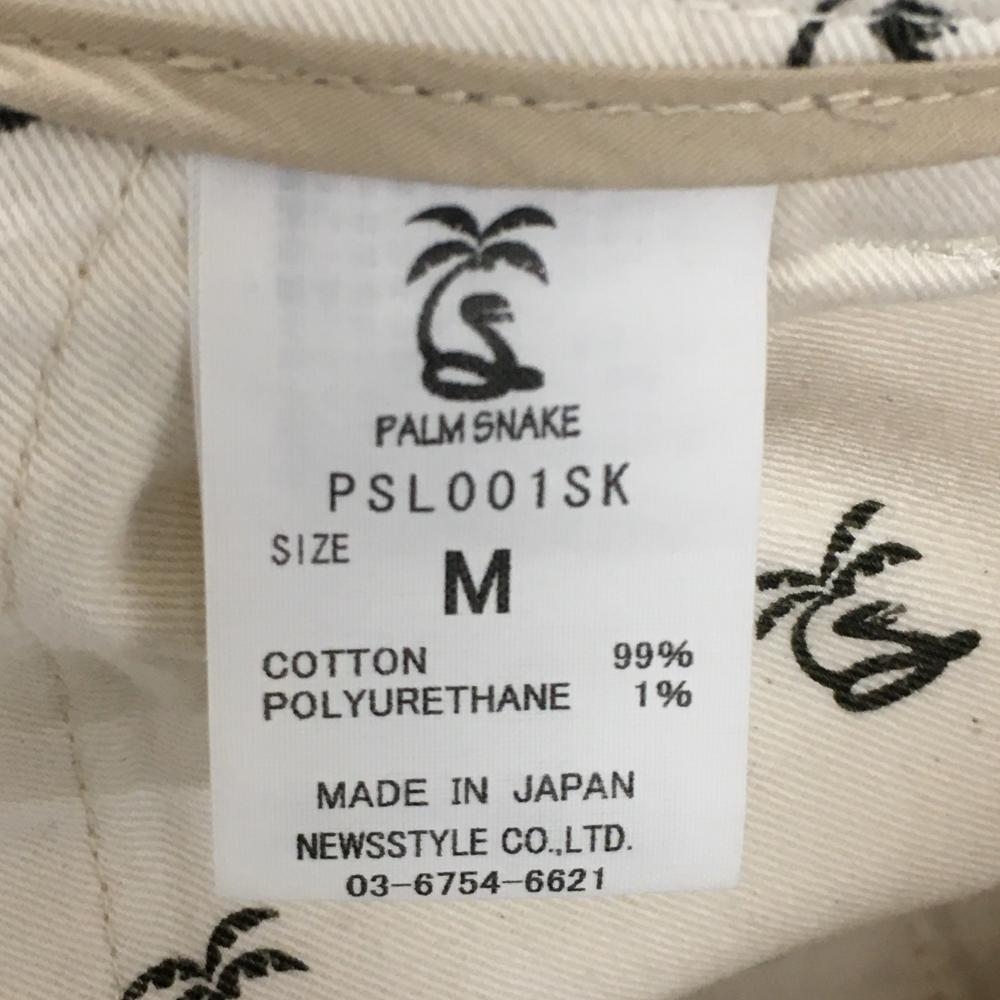 PALM SNAKE
PSL001SK
SIZE
M
COTTON 99%
POLYURETHANE 1%
MADE IN JAPAN
NEWSSTYLE CO.,LTD.
03-6754-6621